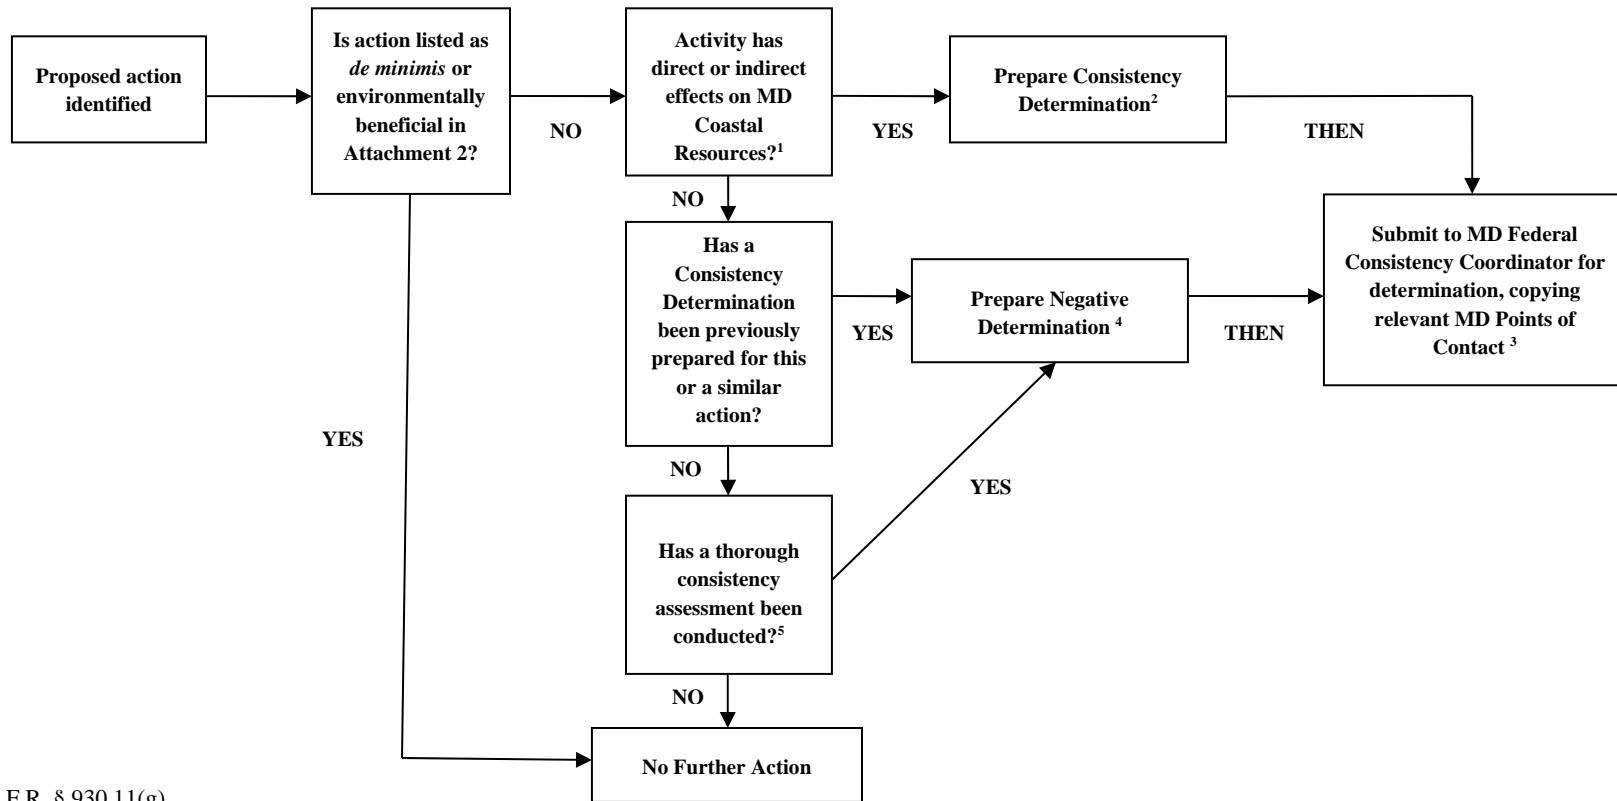 Proposed action
identified
Is action listed as
de minimis or
environmentally
beneficial in
Attachment 2?
NO
Activity has
direct or indirect
effects on MD
Coastal
Resources?1
YES
Prepare Consistency
Determination2
THEN
NO
Has a
Consistency
Determination
been previously
prepared for this
or a similar
action?
YES
Prepare Negative
Determination 4
THEN
Submit to MD Federal
Consistency Coordinator for
determination, copying
relevant MD Points of
Contact 3
YES
NO
Has a thorough
consistency
assessment been
conducted?5
YES
NO
No Further Action
F.R. § 930.11(g)